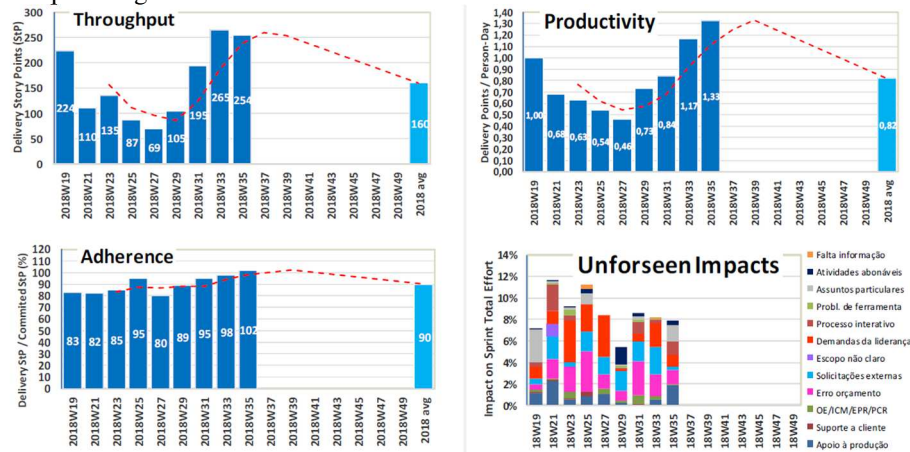 Throughput
Delivery Story Points (StP)
300
250
200
150
100
50
0
224
110
135
87
69
105
195
265
254
160
2018W19
2018W21
2018W23
2018W25
2018W27
2018W29
2018W31
2018W33
2018W35
2018W37
2018W39
2018W41
2018W43
2018W45
2018W47
2018W49
2018 avg
Productivity
Delivery Points / Person-Day
1,40
1,30
1,20
1,10
1,00
0,90
0,80
0,70
0,60
0,50
0,40
0,30
0,20
0,10
0,00
1,00
0,68
0,63
0,54
0,46
0,73
0,84
1,17
1,33
0,82
2018W19
2018W21
2018W23
2018W25
2018W27
2018W29
2018W31
2018W33
2018W35
2018W37
2018W39
2018W41
2018W43
2018W45
2018W47
2018W49
2018 avg
Adherence
Delivery StP / Commited StP (%)
120
110
100
90
80
70
60
50
40
30
20
10
0
83
82
85
95
80
89
95
98
102
90
2018W19
2018W21
2018W23
2018W25
2018W27
2018W29
2018W31
2018W33
2018W35
2018W37
2018W39
2018W41
2018W43
2018W45
2018W47
2018W49
2018 avg
Unforseen Impacts
Impact on Sprint Total Effort
14%
12%
10%
8%
6%
4%
2%
0%
18W19
18W21
18W23
18W25
18W27
18W29
18W31
18W33
18W35
18W37
18W39
18W41
18W43
18W45
18W47
18W49
Falta informação
Atividades abonáveis
Assuntos particulares
Probl. de ferramenta
Processo interativo
Demandas da liderança
Escopo não claro
Solicitações externas
Erro orçamento
OE/ICM/EPR/PCR
Suporte a cliente
Apoio à produção